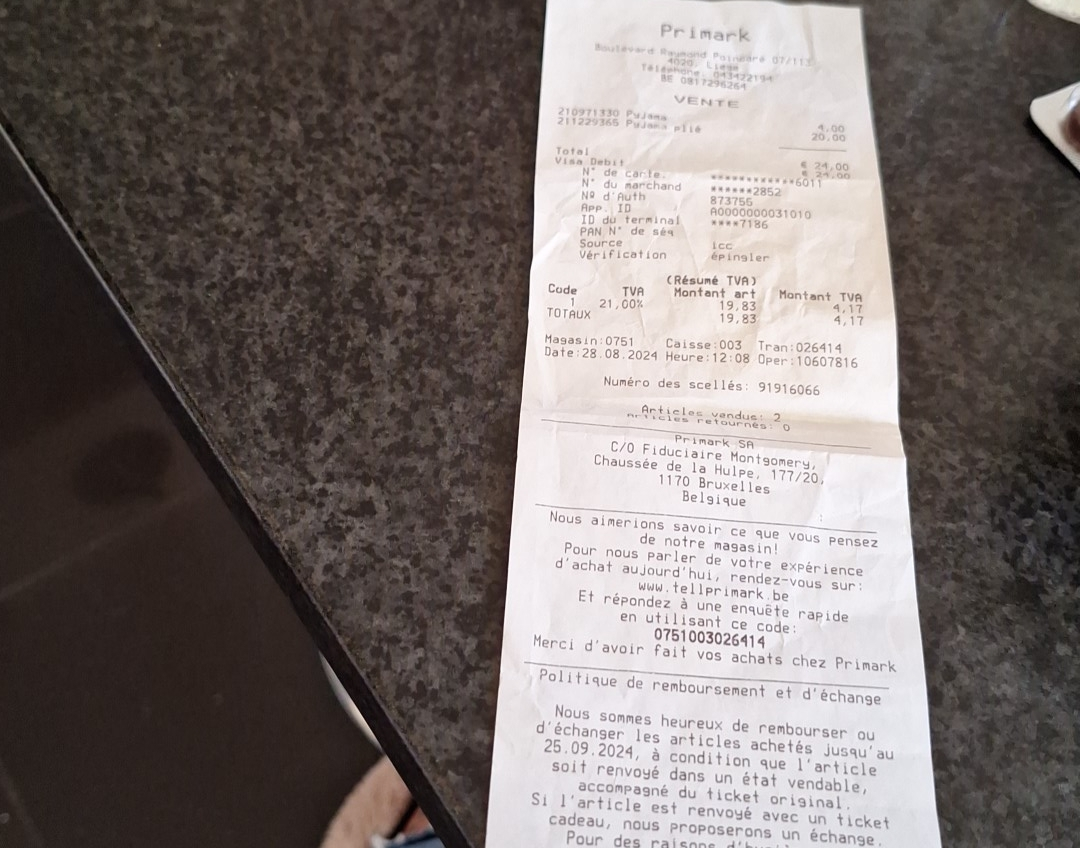 Primark
Boulevard Raymond Poincaré 07/113
4020, Liege
Téléphone. 043422194
BE 0817296264
VENTE
210971330 Pyjama 4,00
211229365 Pyjama plié 20,00
Total € 24,00
Visa Debit € 24,00
N° de carte. ************6011
N° du marchand ******2852
Nº d'Auth 873756
App. ID A0000000031010
ID du terminal ****7186
PAN N° de séq
Source icc
Vérification épingler
(Résumé TVA)
Code TVA Montant art Montant TVA
1 21,00% 19,83 4,17
TOTAUX 19,83 4,17
Magasin:0751 Caisse:003 Tran:026414
Date:28.08.2024 Heure:12:08 Oper:10607816
Numéro des scellés: 91916066
Articles vendue: 2
Articles retournés: 0
Primark SA
C/O Fiduciaire Montgomery,
Chaussée de la Hulpe, 177/20,
1170 Bruxelles
Belgique
Nous aimerions savoir ce que vous pensez
de notre magasin!
Pour nous parler de votre expérience
d'achat aujourd'hui, rendez-vous sur:
www.tellprimark.be
Et répondez à une enquête rapide
en utilisant ce code:
0751003026414
Merci d'avoir fait vos achats chez Primark
Politique de remboursement et d'échange
Nous sommes heureux de rembourser ou
d'échanger les articles achetés jusqu'au
25.09.2024, à condition que l'article
soit renvoyé dans un état vendable,
accompagné du ticket original.
Si l'article est renvoyé avec un ticket
cadeau, nous proposerons un échange.
Pour des raisons